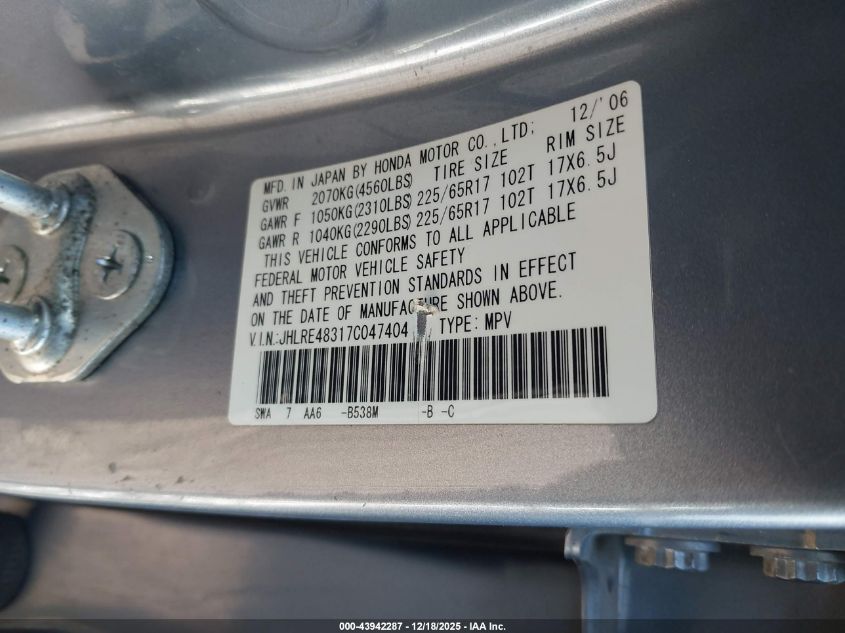 MFD. IN JAPAN BY HONDA MOTOR CO., LTD; 12/'06
GVWR 2070KG(4560LBS) TIRE SIZE RIM SIZE
GAWR F 1050KG(2310LBS) 225/65R17 102T 17X6.5J
GAWR R 1040KG(2290LBS) 225/65R17 102T 17X6.5J
THIS VEHICLE CONFORMS TO ALL APPLICABLE
FEDERAL MOTOR VEHICLE SAFETY
AND THEFT PREVENTION STANDARDS IN EFFECT
ON THE DATE OF MANUFACTURE SHOWN ABOVE.
V.I.N.:JHLRE48317C047404 TYPE: MPV
SWA 7 AA6 -B538M -B -C
000-43942287 | 12/18/2025 - IAA Inc.